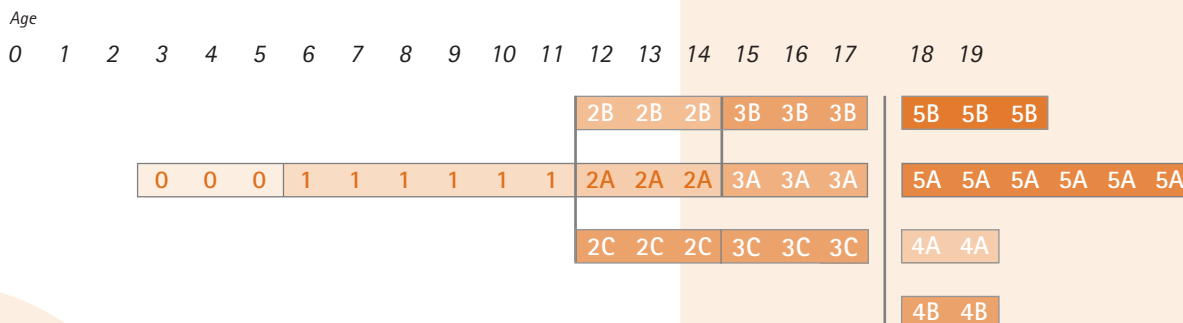 Age
0 1 2 3 4 5 6 7 8 9 10 11 12 13 14 15 16 17 18 19
2B 2B 2B 3B 3B 3B 5B 5B 5B
0 0 0 1 1 1 1 1 1 2A 2A 2A 3A 3A 3A 5A 5A 5A 5A 5A 5A
2C 2C 2C 3C 3C 3C 4A 4A
4B 4B